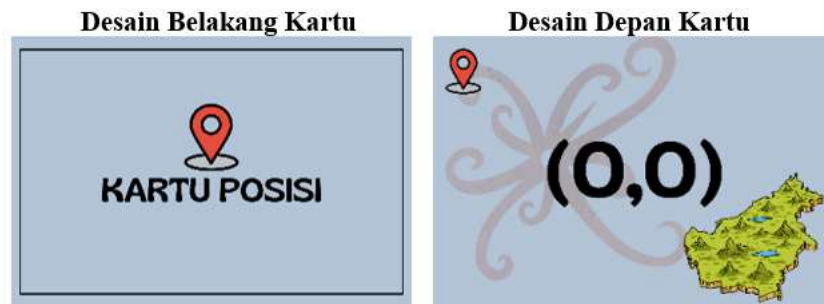 Desain Belakang Kartu
Desain Depan Kartu
KARTU POSISI
(0,0)